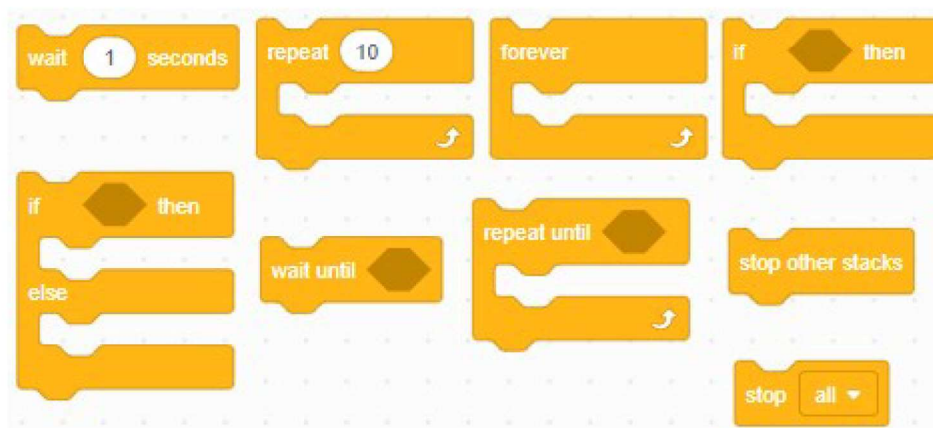 wait 1 seconds
repeat 10
forever
if then
if then
else
wait until
repeat until
stop other stacks
stop all